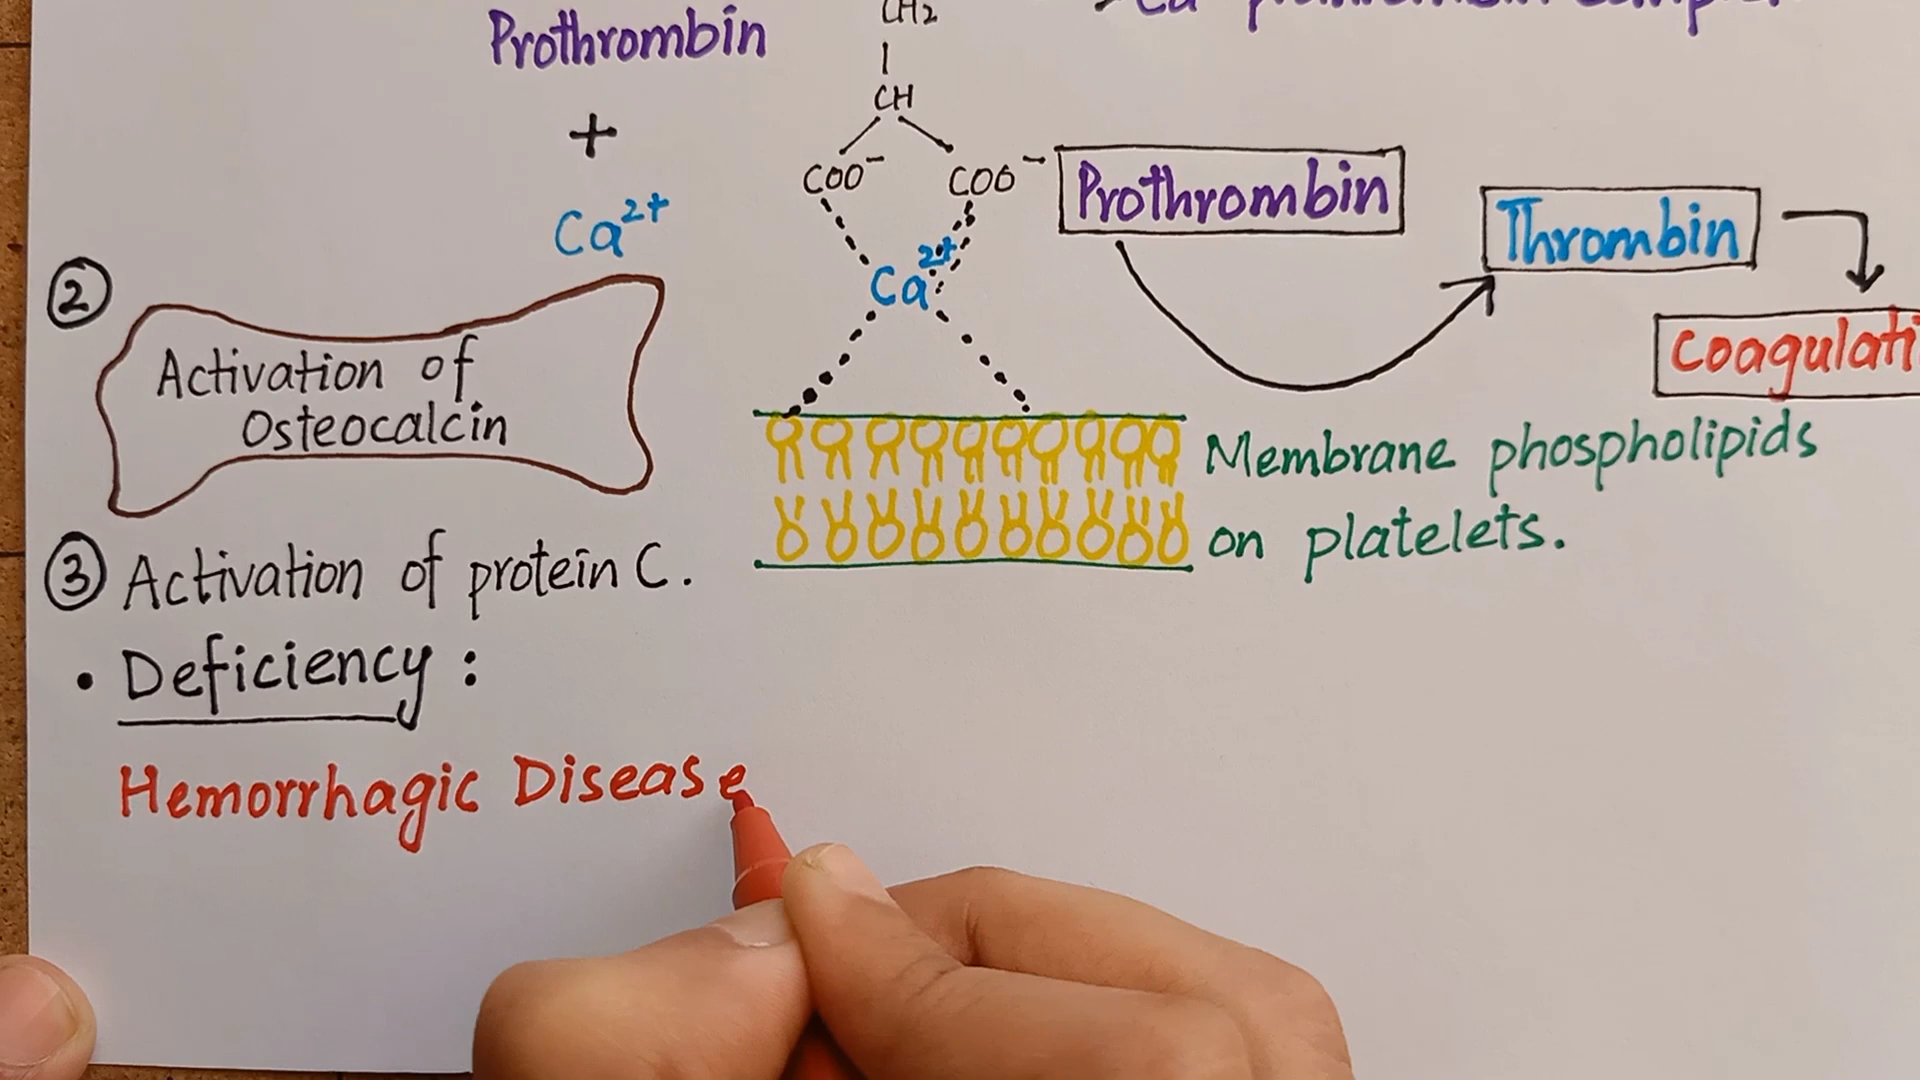 Prothrombin
+
Ca²⁺
CH₂
CH
COO⁻ COO⁻
Ca²⁺
Prothrombin
Thrombin
② Activation of
Osteocalcin
Membrane phospholipids
on platelets.
③ Activation of protein C.
• Deficiency :
Hemorrhagic Disease